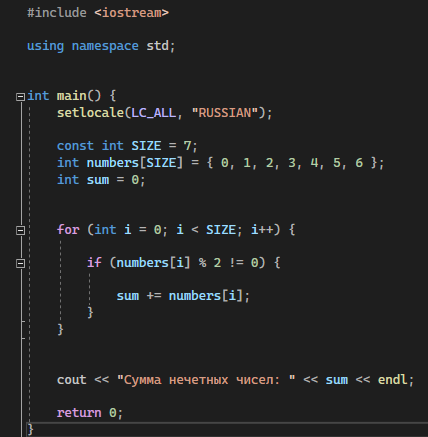 #include <iostream>
using namespace std;
int main() {
setlocale(LC_ALL, "RUSSIAN");
const int SIZE = 7;
int numbers[SIZE] = { 0, 1, 2, 3, 4, 5, 6 };
int sum = 0;
for (int i = 0; i < SIZE; i++) {
if (numbers[i] % 2 != 0) {
sum += numbers[i];
}
}
cout << "Сумма нечетных чисел: " << sum << endl;
return 0;
}